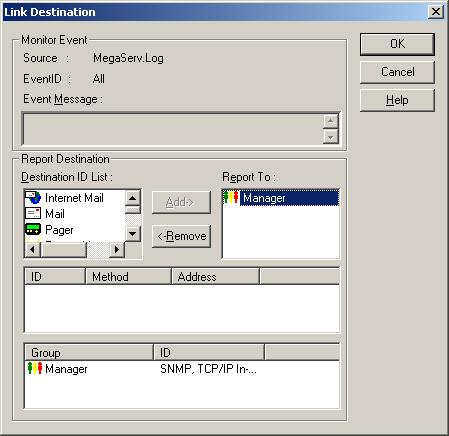 Link Destination
Monitor Event
Source : MegaServ.Log
EventID : All
Event Message :
OK
Cancel
Help
Report Destination
Destination ID List :
Report To :
Internet Mail
Mail
Pager
Add->
<-Remove
Manager
ID Method Address
Group ID
Manager SNMP, TCP/IP In-...